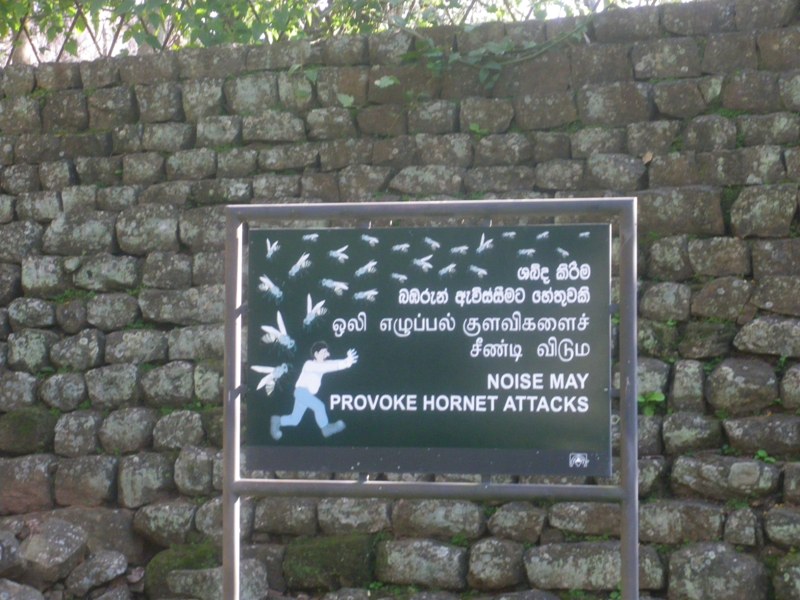 ශබ්ද කිරීම
බඹරුන් ඇවිස්සීමට හේතුවකි
ஒலி எழுப்பல் குளவிகளைச்
சீண்டி விடும
NOISE MAY
PROVOKE HORNET ATTACKS